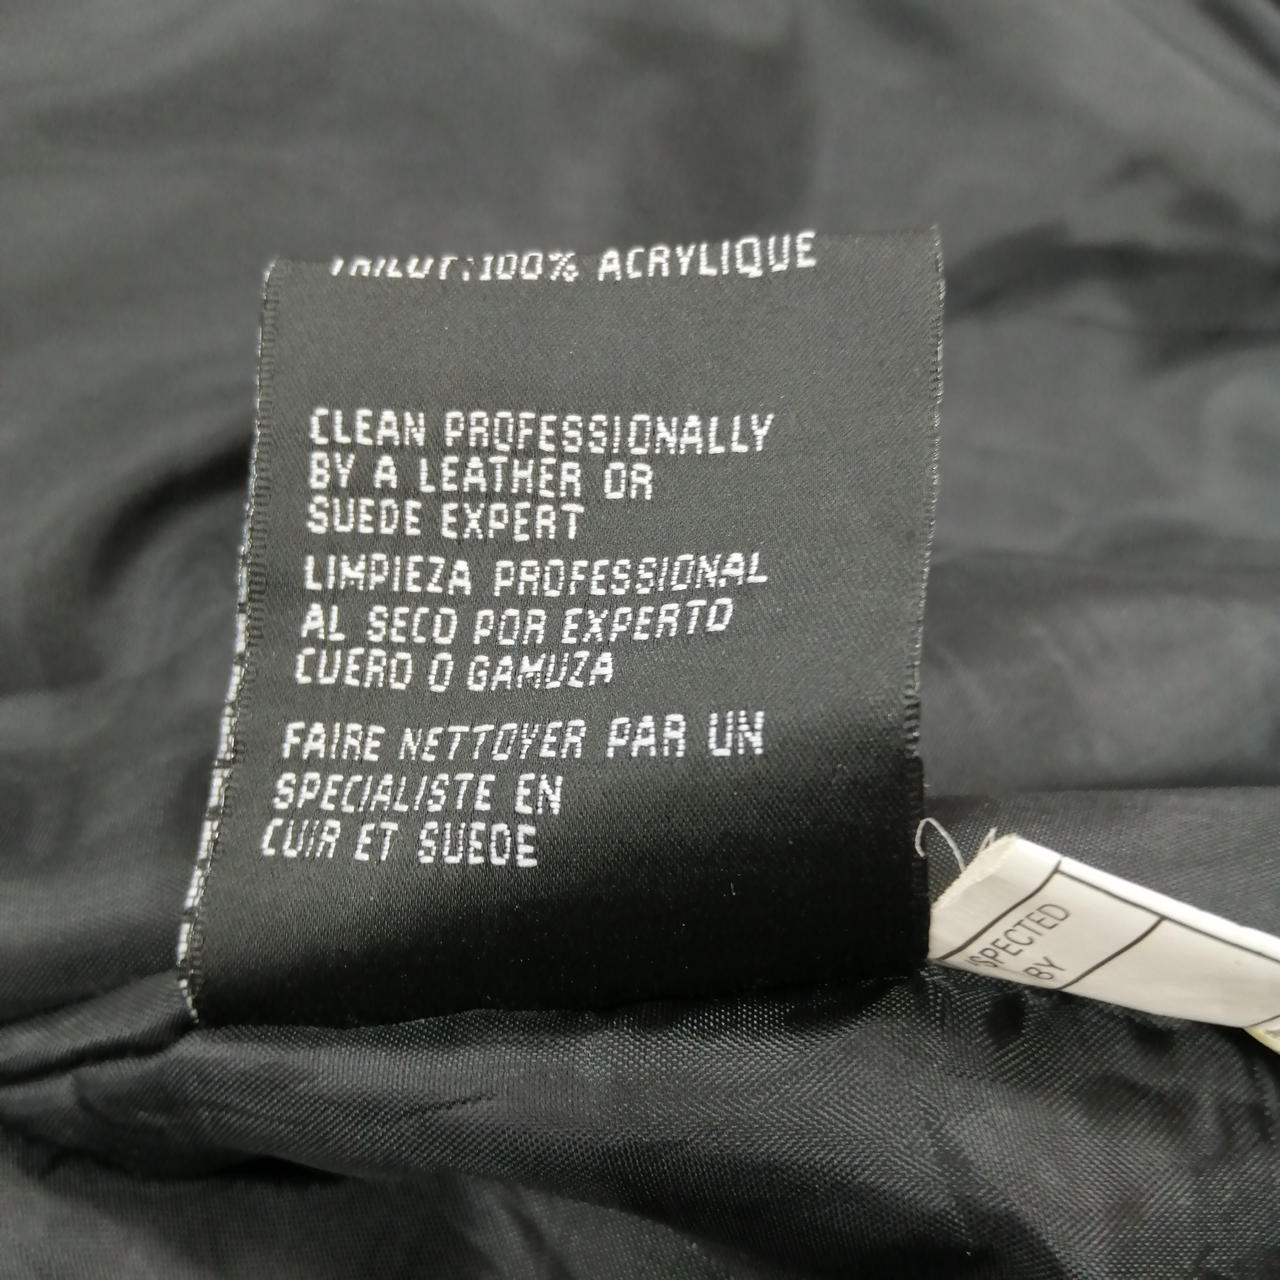 100% ACRYLIQUE
CLEAN PROFESSIONALLY
BY A LEATHER OR
SUEDE EXPERT
LIMPIEZA PROFESSIONAL
AL SECO POR EXPERTO
CUERO O GAMUZA
FAIRE NETTOYER PAR UN
SPECIALISTE EN
CUIR ET SUEDE
SPECTED
BY